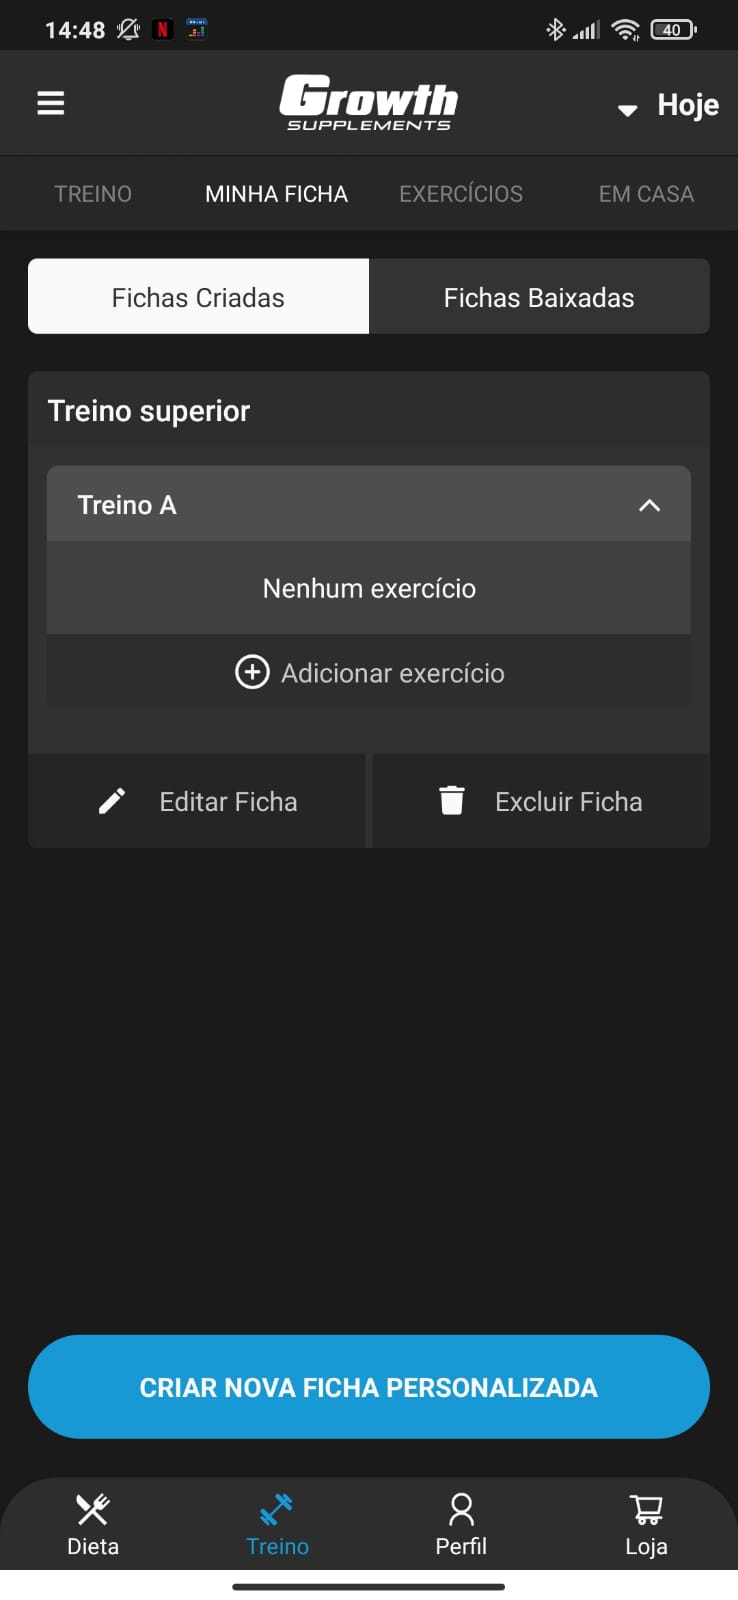 14:48
N
40
Growth
SUPPLEMENTS
Hoje
TREINO
MINHA FICHA
EXERCÍCIOS
EM CASA
Fichas Criadas
Fichas Baixadas
Treino superior
Treino A
Nenhum exercício
Adicionar exercício
Editar Ficha
Excluir Ficha
CRIAR NOVA FICHA PERSONALIZADA
Dieta
Treino
Perfil
Loja